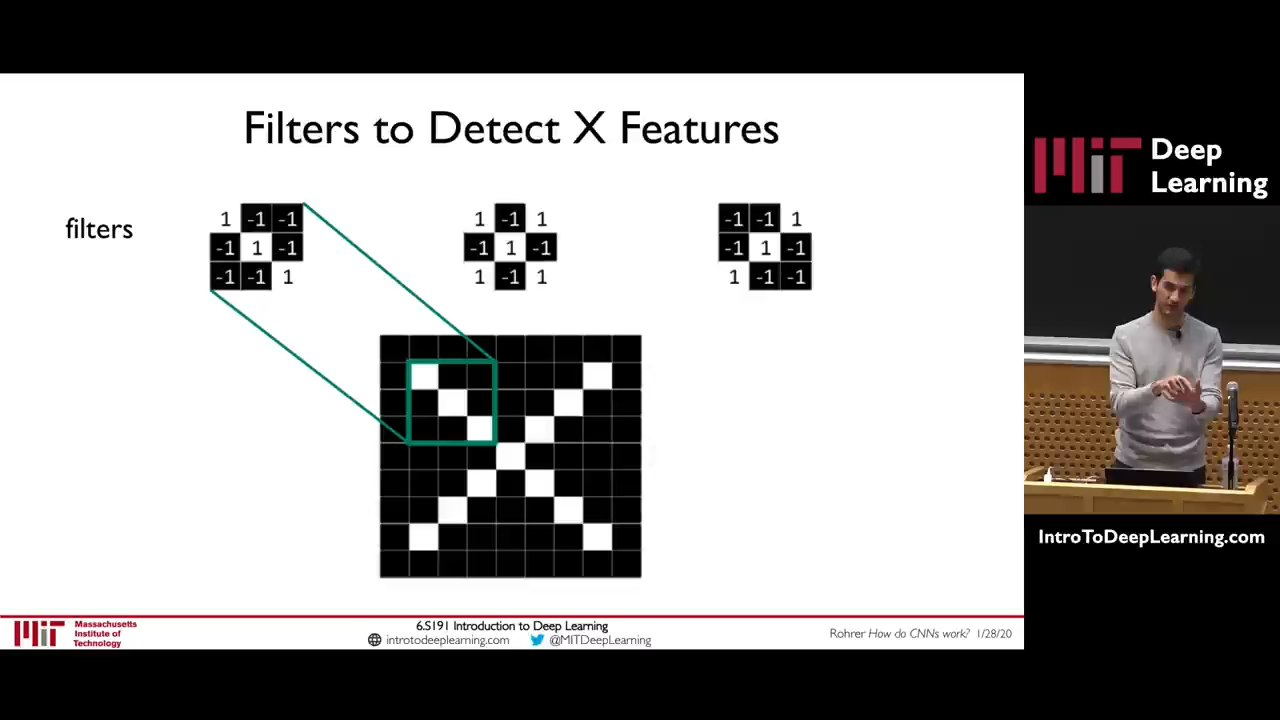 Filters to Detect X Features
filters
1 -1 -1
-1 1 -1
-1 -1 1
1 -1 1
-1 1 -1
1 -1 1
-1 -1 1
-1 1 -1
1 -1 -1
MIT Deep
Learning
IntroToDeepLearning.com
MIT Massachusetts
Institute of
Technology
6.S191 Introduction to Deep Learning
introtodeeplearning.com @MITDeepLearning
Rohrer How do CNNs work? 1/28/20